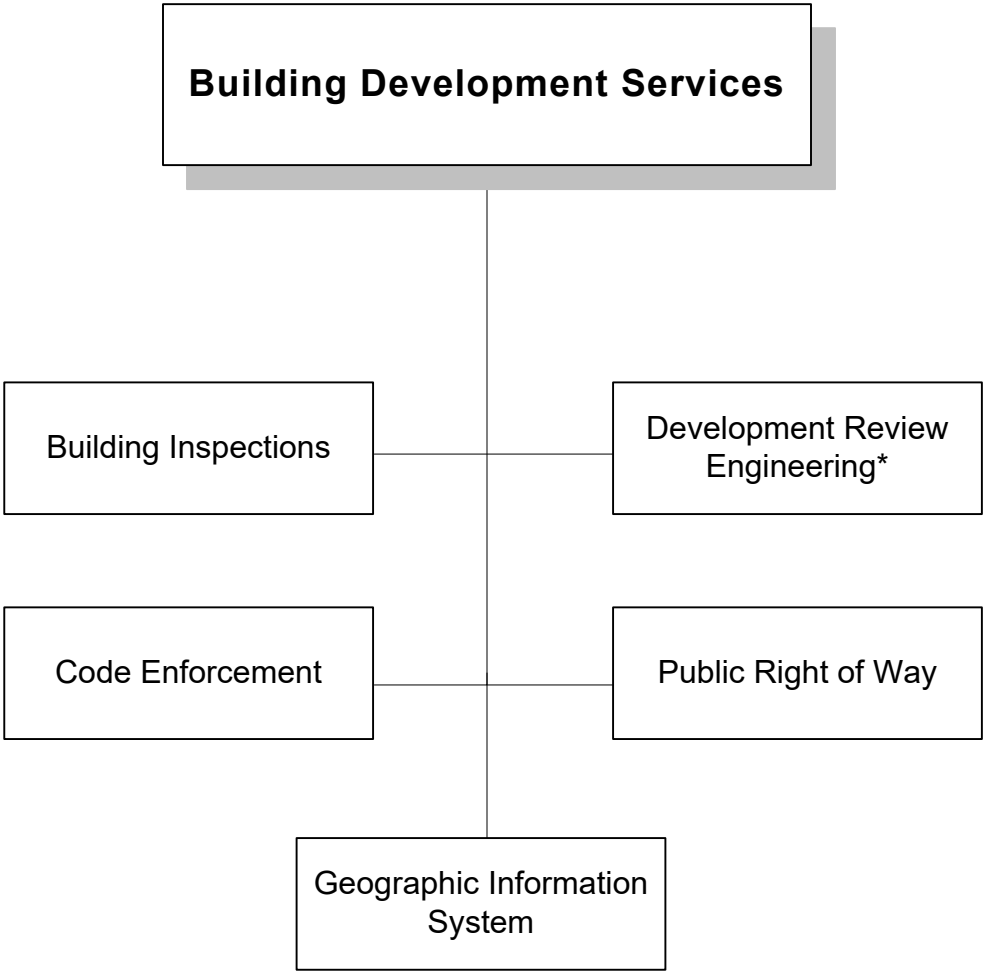 Building Development Services
Building Inspections
Development Review
Engineering*
Code Enforcement
Public Right of Way
Geographic Information
System